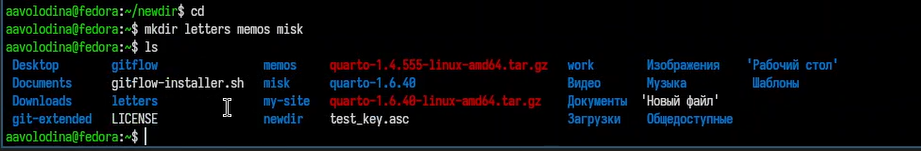 aavolodina@fedora:~/newdir$ cd
aavolodina@fedora:~$ mkdir letters memos misk
aavolodina@fedora:~$ ls
Desktop gitflow memos quarto-1.4.555-linux-amd64.tar.gz work Изображения 'Рабочий стол'
Documents gitflow-installer.sh misk quarto-1.6.40 Видео Музыка Шаблоны
Downloads letters my-site quarto-1.6.40-linux-amd64.tar.gz Документы 'Новый файл'
git-extended LICENSE newdir test_key.asc Загрузки Общедоступные
aavolodina@fedora:~$